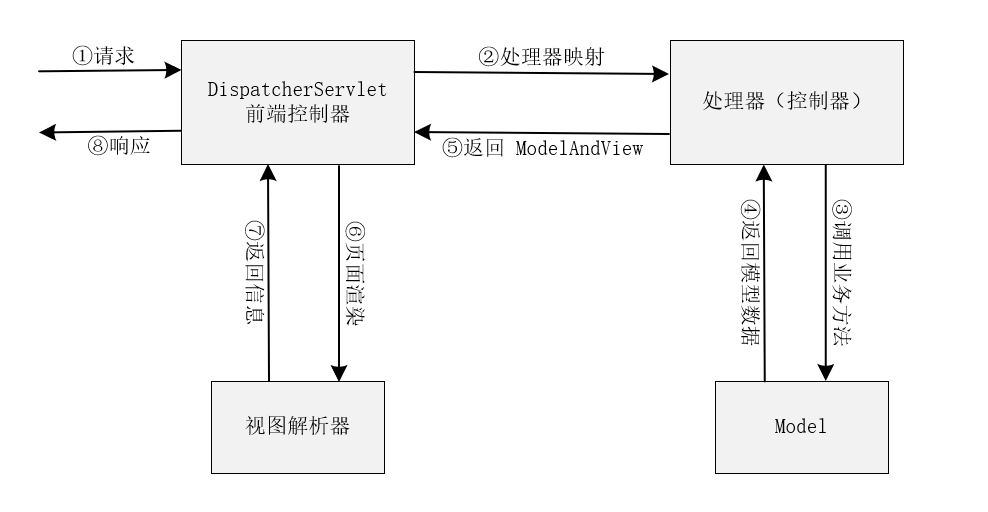 ①请求
②处理器映射
DispatcherServlet
前端控制器
处理器（控制器）
⑧响应
⑤返回 ModelAndView
⑦返回信息
⑥页面渲染
④返回模型数据
③调用业务方法
视图解析器
Model